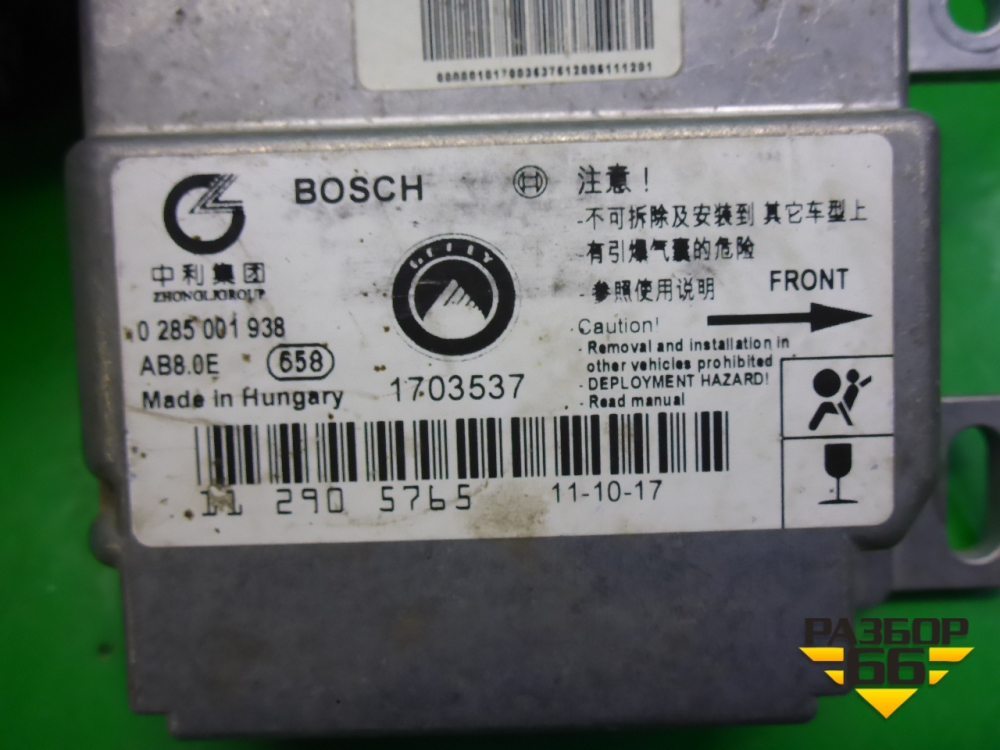 BOSCH
中利集团
ZHONGLIGROUP
0 285 001 938
AB8.0E 658
Made in Hungary
GEELY
1703537
注意！
-不可拆除及安装到 其它车型上
有引爆气囊的危险
- 参照使用说明
FRONT
Caution!
- Removal and installation in
other vehicles prohibited
- DEPLOYMENT HAZARD!
- Read manual
11 290 5765
11-10-17
РАЗБОР
66